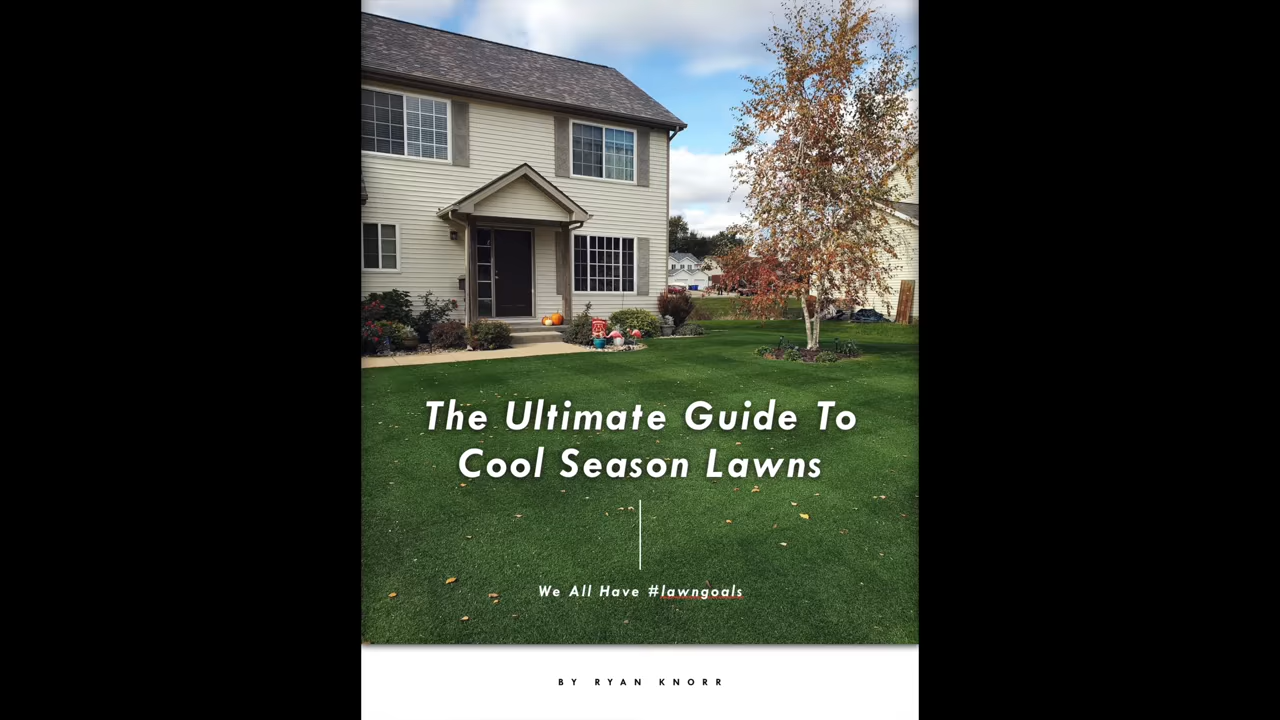 The Ultimate Guide To
Cool Season Lawns
We All Have #lawngoals
BY RYAN KNORR